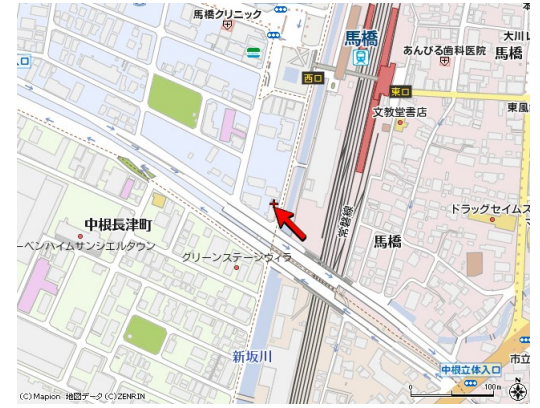 馬橋クリニック
馬橋
大川
あんびる歯科医院
馬橋
西口
東口
文教堂書店
東風
入口
ドラッグセイムス
中根長津町
常磐線
馬橋
ーベンハイムサンシエルタウン
グリーンステージヴィラ
新坂川
市立
中根立体入口
0 100m
(C)Mapion 地図データ(C)ZENRIN